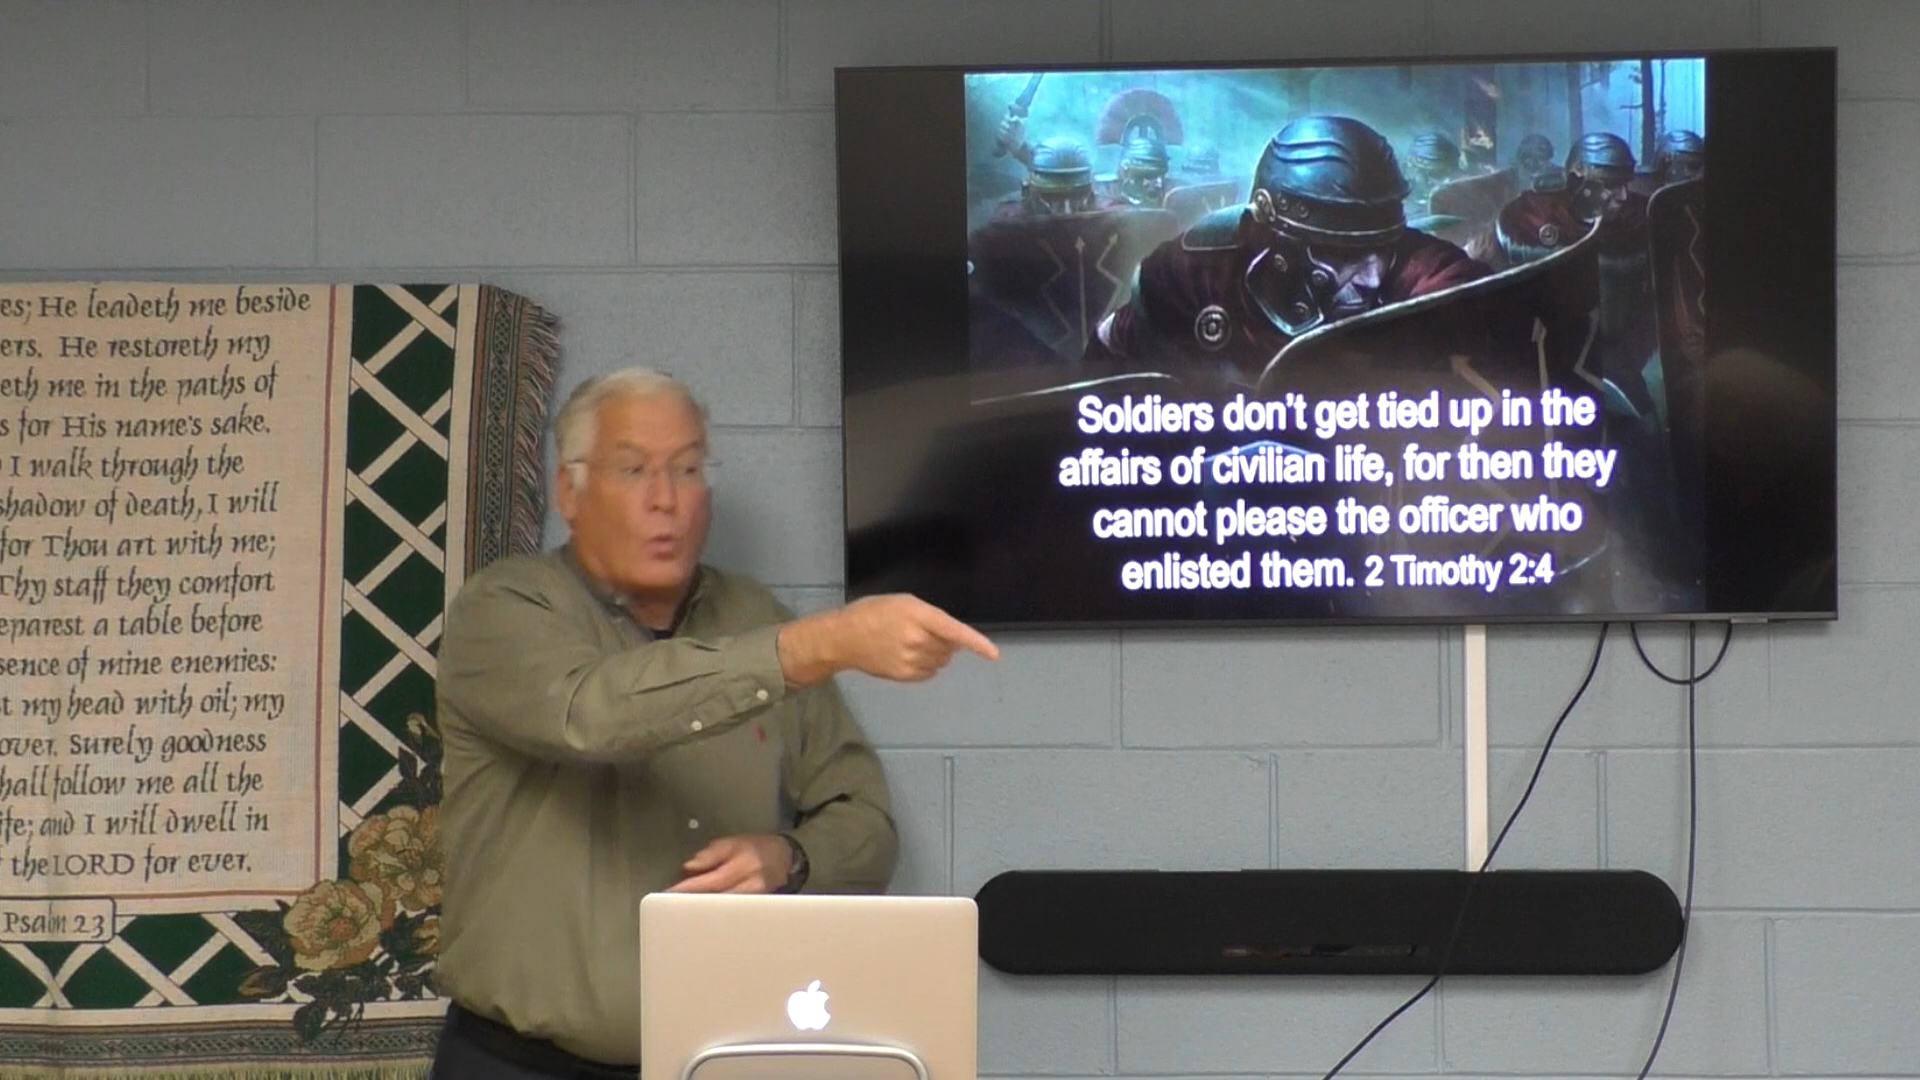 es; He leadeth me beside
ers. He restoreth my
eth me in the paths of
s for His name's sake.
I walk through the
shadow of death, I will
for Thou art with me;
Thy staff they comfort
eparest a table before
sence of mine enemies:
t my head with oil; my
over. Surely goodness
hall follow me all the
ife; and I will dwell in
the LORD for ever.
Psalm 23
Soldiers don't get tied up in the
affairs of civilian life, for then they
cannot please the officer who
enlisted them. 2 Timothy 2:4